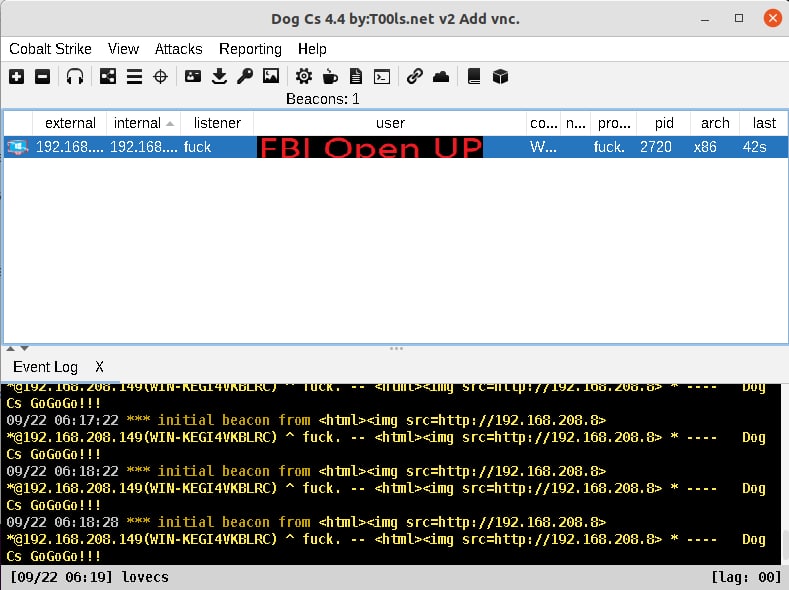 Dog Cs 4.4 by:T00ls.net v2 Add vnc.
Cobalt Strike View Attacks Reporting Help
Beacons: 1
external internal listener user co... n... pro... pid arch last
192.168.... 192.168.... fuck FBI Open UP W... fuck. 2720 x86 42s
Event Log X
*@192.168.208.149(WIN-KEGI4VKBLRC) ^ fuck. -- <html><img src=http://192.168.208.8> * ---- Dog
Cs GoGoGo!!!
09/22 06:17:22 *** initial beacon from <html><img src=http://192.168.208.8>
*@192.168.208.149(WIN-KEGI4VKBLRC) ^ fuck. -- <html><img src=http://192.168.208.8> * ---- Dog
Cs GoGoGo!!!
09/22 06:18:22 *** initial beacon from <html><img src=http://192.168.208.8>
*@192.168.208.149(WIN-KEGI4VKBLRC) ^ fuck. -- <html><img src=http://192.168.208.8> * ---- Dog
Cs GoGoGo!!!
09/22 06:18:28 *** initial beacon from <html><img src=http://192.168.208.8>
*@192.168.208.149(WIN-KEGI4VKBLRC) ^ fuck. -- <html><img src=http://192.168.208.8> * ---- Dog
Cs GoGoGo!!!
[09/22 06:19] lovecs [lag: 00]